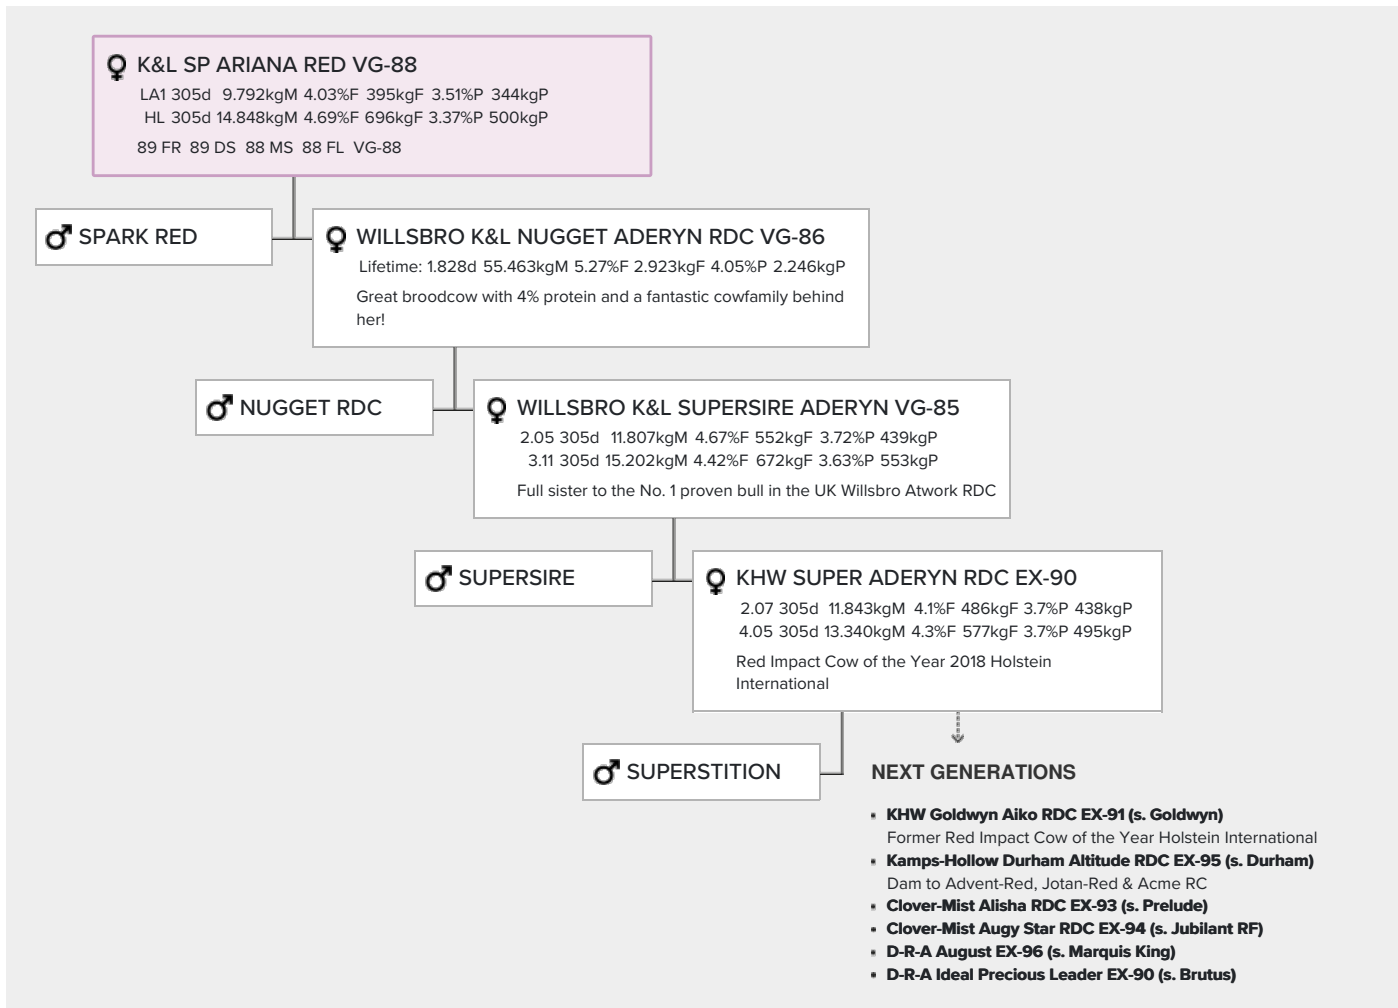 K&L SP ARIANA RED VG-88
LA1 305d 9.792kgM 4.03%F 395kgF 3.51%P 344kgP
HL 305d 14.848kgM 4.69%F 696kgF 3.37%P 500kgP
89 FR 89 DS 88 MS 88 FL VG-88
SPARK RED
WILLSBRO K&L NUGGET ADERYN RDC VG-86
Lifetime: 1.828d 55.463kgM 5.27%F 2.923kgF 4.05%P 2.246kgP
Great broodcow with 4% protein and a fantastic cowfamily behind
her!
NUGGET RDC
WILLSBRO K&L SUPERSIRE ADERYN VG-85
2.05 305d 11.807kgM 4.67%F 552kgF 3.72%P 439kgP
3.11 305d 15.202kgM 4.42%F 672kgF 3.63%P 553kgP
Full sister to the No. 1 proven bull in the UK Willsbro Atwork RDC
SUPERSIRE
KHW SUPER ADERYN RDC EX-90
2.07 305d 11.843kgM 4.1%F 486kgF 3.7%P 438kgP
4.05 305d 13.340kgM 4.3%F 577kgF 3.7%P 495kgP
Red Impact Cow of the Year 2018 Holstein
International
SUPERSTITION
NEXT GENERATIONS
KHW Goldwyn Aiko RDC EX-91 (s. Goldwyn)
Former Red Impact Cow of the Year Holstein International
Kamps-Hollow Durham Altitude RDC EX-95 (s. Durham)
Dam to Advent-Red, Jotan-Red & Acme RC
Clover-Mist Alisha RDC EX-93 (s. Prelude)
Clover-Mist Augy Star RDC EX-94 (s. Jubilant RF)
D-R-A August EX-96 (s. Marquis King)
D-R-A Ideal Precious Leader EX-90 (s. Brutus)